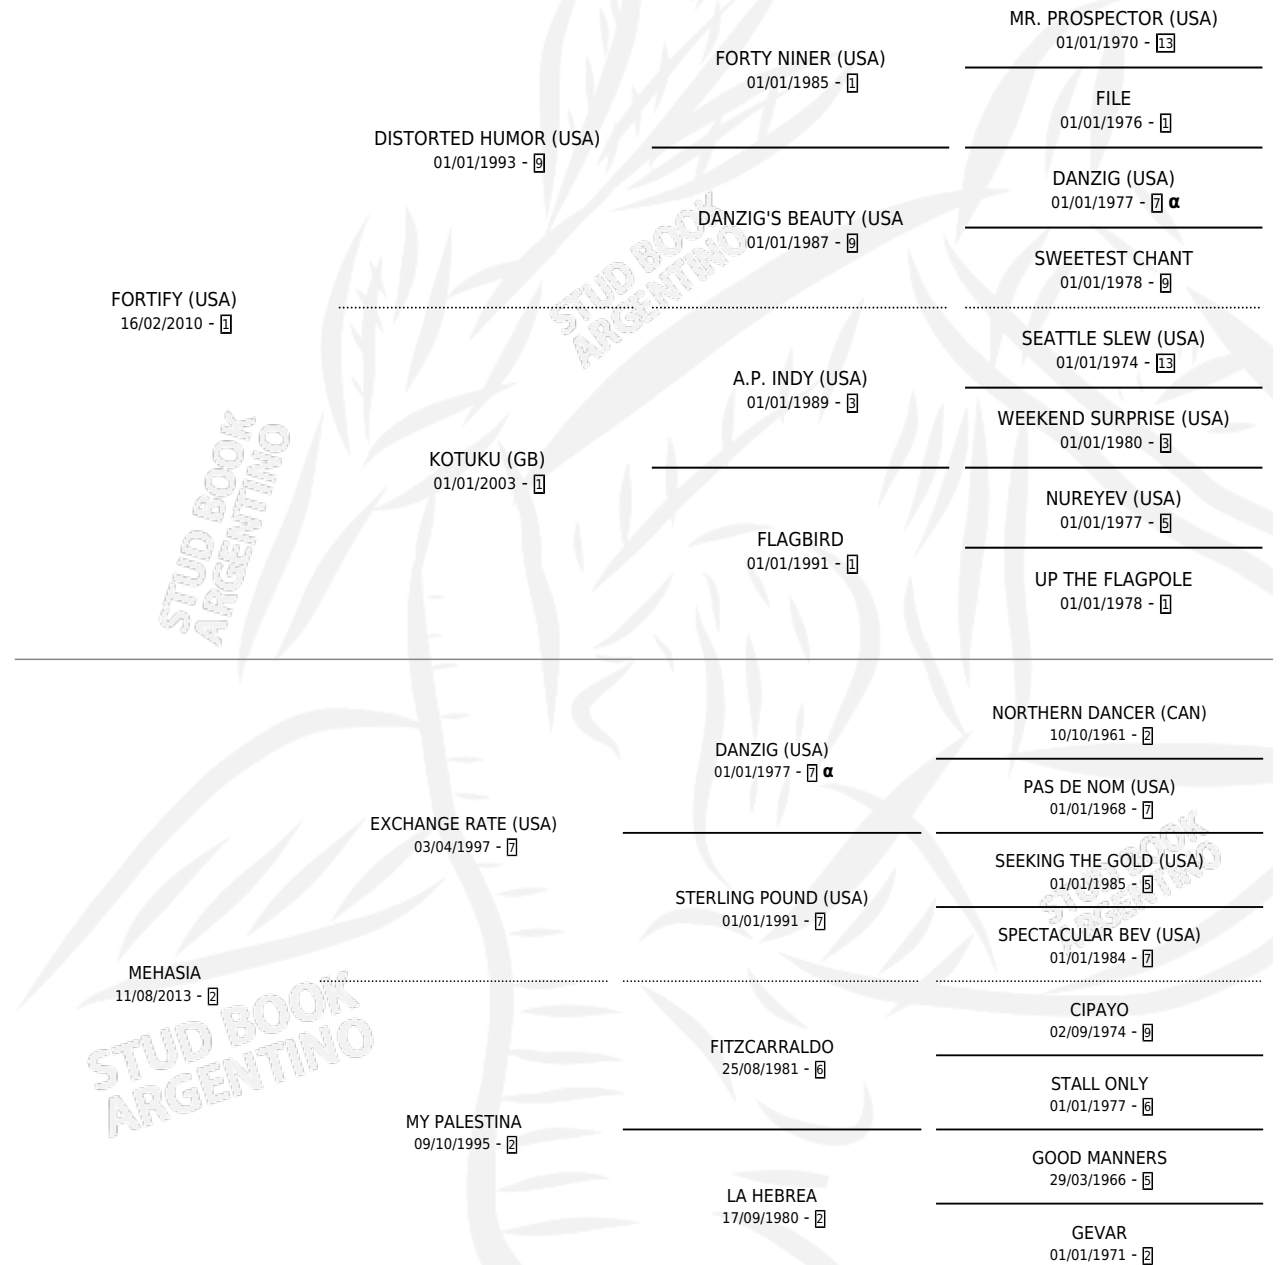 MR. PROSPECTOR (USA)
01/01/1970 - 13
FORTY NINER (USA)
01/01/1985 - 1
FILE
01/01/1976 - 1
DISTORTED HUMOR (USA)
01/01/1993 - 9
DANZIG (USA)
01/01/1977 - 7 α
DANZIG'S BEAUTY (USA
01/01/1987 - 9
SWEETEST CHANT
01/01/1978 - 9
FORTIFY (USA)
16/02/2010 - 1
SEATTLE SLEW (USA)
01/01/1974 - 13
A.P. INDY (USA)
01/01/1989 - 3
WEEKEND SURPRISE (USA)
01/01/1980 - 3
KOTUKU (GB)
01/01/2003 - 1
NUREYEV (USA)
01/01/1977 - 5
FLAGBIRD
01/01/1991 - 1
UP THE FLAGPOLE
01/01/1978 - 1
NORTHERN DANCER (CAN)
10/10/1961 - 2
DANZIG (USA)
01/01/1977 - 7 α
PAS DE NOM (USA)
01/01/1968 - 7
EXCHANGE RATE (USA)
03/04/1997 - 7
SEEKING THE GOLD (USA)
01/01/1985 - 5
STERLING POUND (USA)
01/01/1991 - 7
SPECTACULAR BEV (USA)
01/01/1984 - 7
MEHASIA
11/08/2013 - 2
CIPAYO
02/09/1974 - 9
FITZCARRALDO
25/08/1981 - 6
STALL ONLY
01/01/1977 - 6
MY PALESTINA
09/10/1995 - 2
GOOD MANNERS
29/03/1966 - 5
LA HEBREA
17/09/1980 - 2
GEVAR
01/01/1971 - 2
STUD BOOK
ARGENTINO
STUD BOOK
ARGENTINO
STUD BOOK
ARGENTINO
STUD BOOK
ARGENTINO